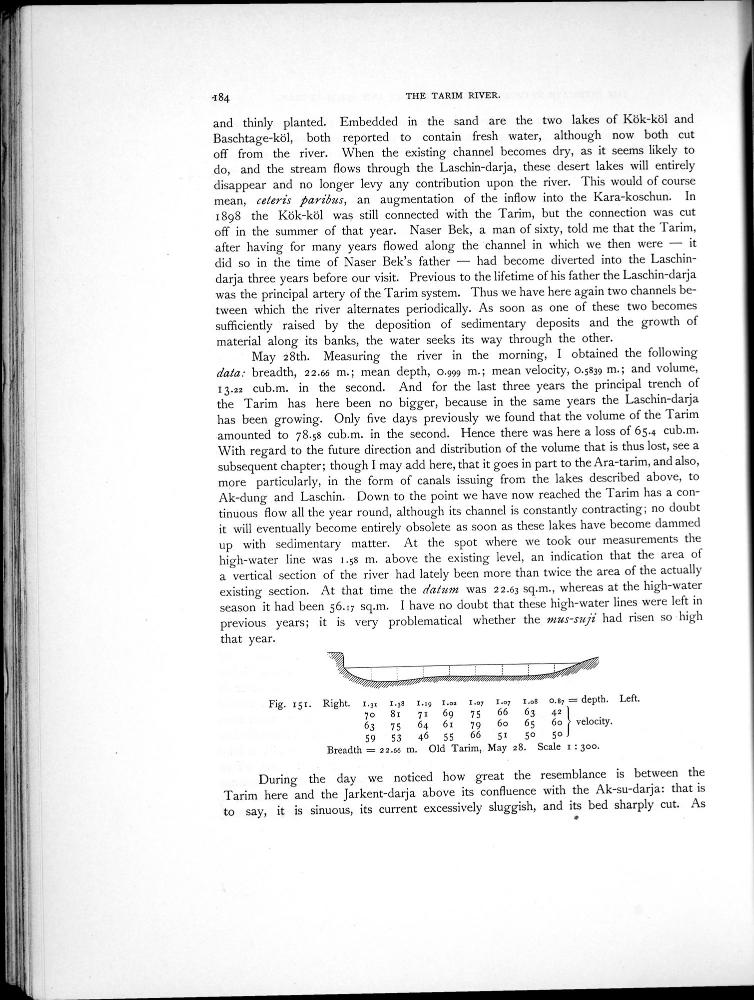 184 THE TARIM RIVER.
and thinly planted. Embedded in the sand are the two lakes of Kök-köl and
Baschtage-köl, both reported to contain fresh water, although now both cut
off from the river. When the existing channel becomes dry, as it seems likely to
do, and the stream flows through the Laschin-darja, these desert lakes will entirely
disappear and no longer levy any contribution upon the river. This would of course
mean, celeris paribus, an augmentation of the inflow into the Kara-koschun. In
1898 the Kök-köl was still connected with the Tarim, but the connection was cut
off in the summer of that year. Naser Bek, a man of sixty, told me that the Tarim,
after having for many years flowed along the channel in which we then were — it
did so in the time of Naser Bek's father — had become diverted into the Laschin-
darja three years before our visit. Previous to the lifetime of his father the Laschin-darja
was the principal artery of the Tarim system. Thus we have here again two channels be-
tween which the river alternates periodically. As soon as one of these two becomes
sufficiently raised by the deposition of sedimentary deposits and the growth of
material along its banks, the water seeks its way through the other.
May 28th. Measuring the river in the morning, I obtained the following
data: breadth, 22.66 m.; mean depth, 0.999 m.; mean velocity, 0.5839 m.; and volume,
13.22 cub.m. in the second. And for the last three years the principal trench of
the Tarim has here been no bigger, because in the same years the Laschin-darja
has been growing. Only five days previously we found that the volume of the Tarim
amounted to 78.58 cub.m. in the second. Hence there was here a loss of 65.4 cub.m.
With regard to the future direction and distribution of the volume that is thus lost, see a
subsequent chapter; though I may add here, that it goes in part to the Ara-tarim, and also,
more particularly, in the form of canals issuing from the lakes described above, to
Ak-dung and Laschin. Down to the point we have now reached the Tarim has a con-
tinuous flow all the year round, although its channel is constantly contracting; no doubt
it will eventually become entirely obsolete as soon as these lakes have become dammed
up with sedimentary matter. At the spot where we took our measurements the
high-water line was 1.58 m. above the existing level, an indication that the area of
a vertical section of the river had lately been more than twice the area of the actually
existing section. At that time the datum was 22.63 sq.m., whereas at the high-water
season it had been 56.17 sq.m. I have no doubt that these high-water lines were left in
previous years; it is very problematical whether the mus-suji had risen so high
that year.
Fig. 151. Right. 1.31 1.38 1.19 1.02 1.07 1.07 1.08 0.87 = depth. Left.
70 81 71 69 75 66 63 42
63 75 64 61 79 60 65 60 velocity.
59 53 46 55 66 51 50 50
Breadth = 22.66 m. Old Tarim, May 28. Scale 1 : 300.
During the day we noticed how great the resemblance is between the
Tarim here and the Jarkent-darja above its confluence with the Ak-su-darja: that is
to say, it is sinuous, its current excessively sluggish, and its bed sharply cut. As